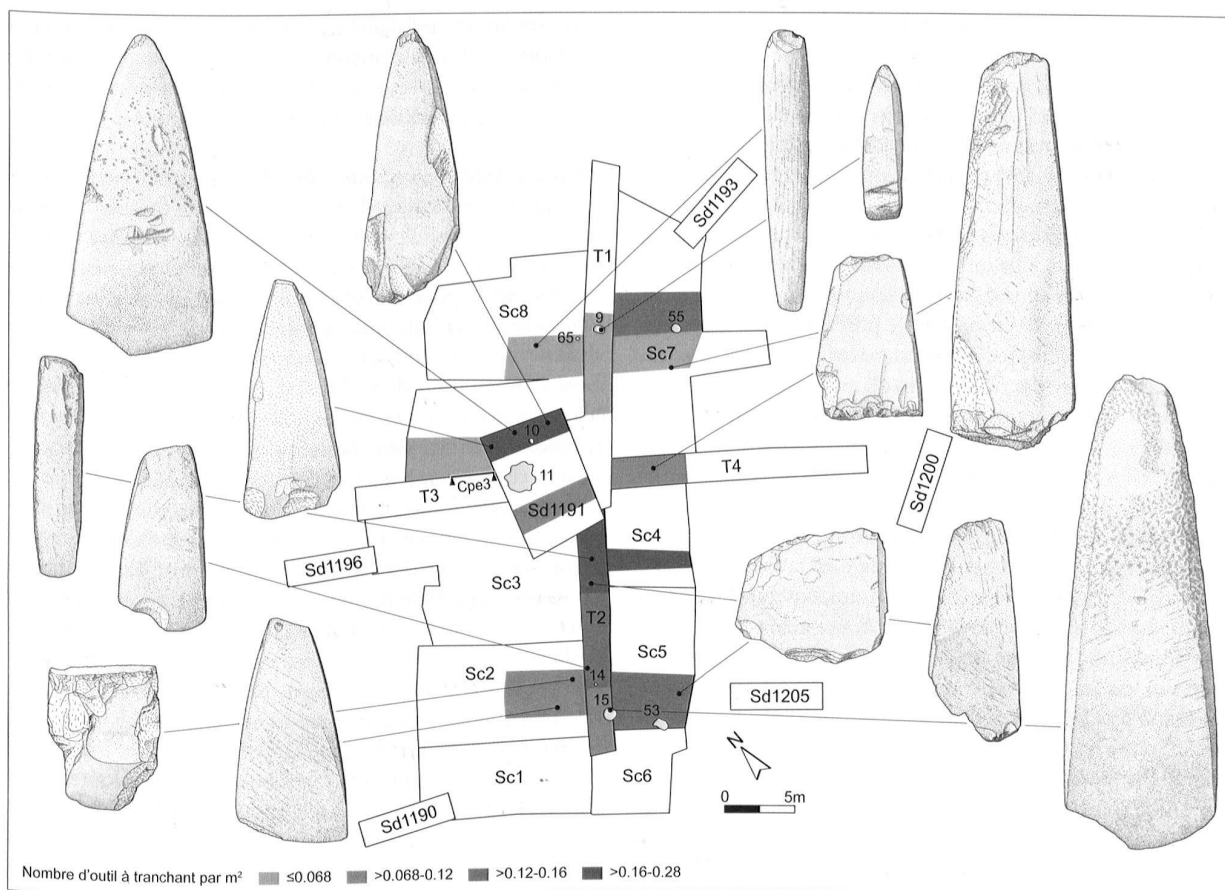 Sd1193
T1
Sc8
9
55
65
Sc7
10
11
T4
Cpe3
T3
Sd1191
Sd1200
Sc4
Sd1196
Sc3
T2
Sc5
Sc2
14
15
53
Sd1205
N
Sc1
Sc6
0 5m
Sd1190
Nombre d'outil à tranchant par m² ≤0.068 >0.068-0.12 >0.12-0.16 >0.16-0.28